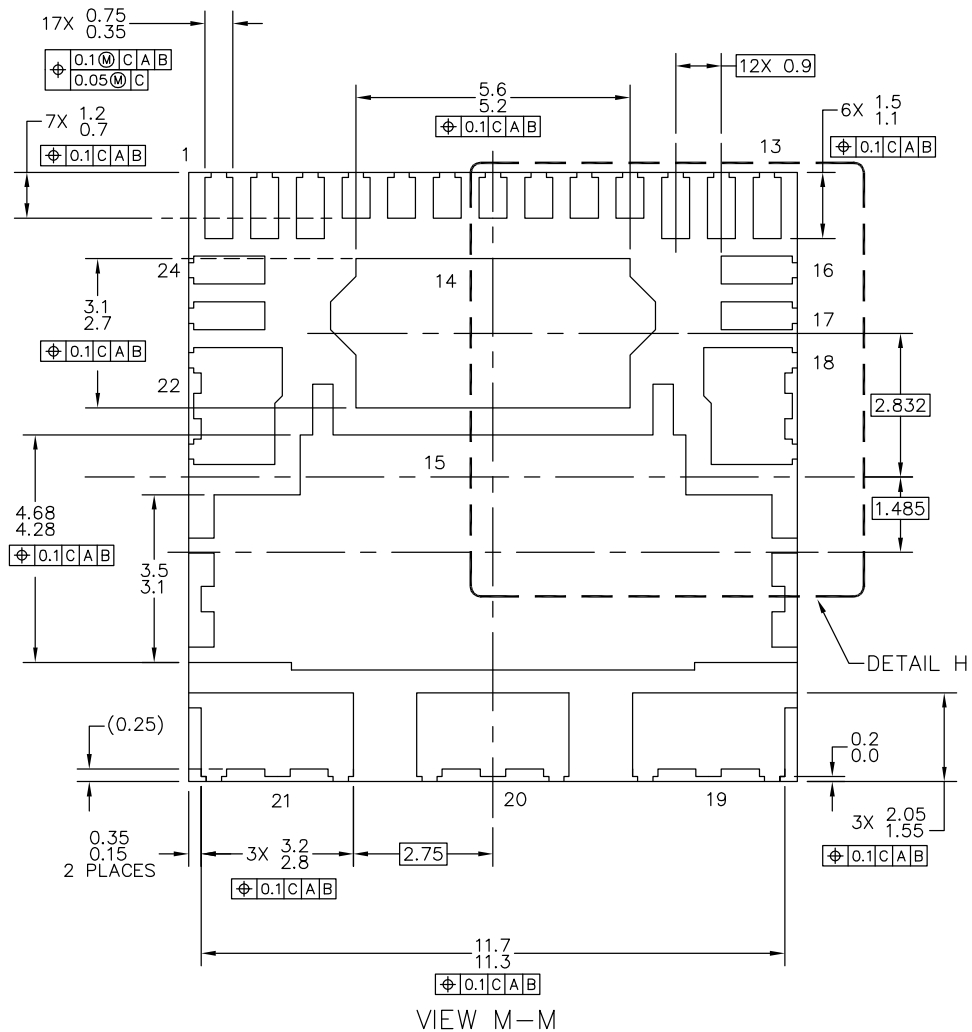 17X 0.75
0.35
⌖ 0.1Ⓜ C A B
0.05Ⓜ C
7X 1.2
0.7
⌖ 0.1 C A B
1
5.6
5.2
⌖ 0.1 C A B
12X 0.9
13
6X 1.5
1.1
⌖ 0.1 C A B
24
14
16
3.1
2.7
⌖ 0.1 C A B
17
22
18
2.832
15
4.68
4.28
⌖ 0.1 C A B
1.485
3.5
3.1
DETAIL H
(0.25)
0.2
0.0
21
20
19
0.35
0.15
2 PLACES
3X 3.2
2.8
⌖ 0.1 C A B
2.75
3X 2.05
1.55
⌖ 0.1 C A B
11.7
11.3
⌖ 0.1 C A B
VIEW M–M